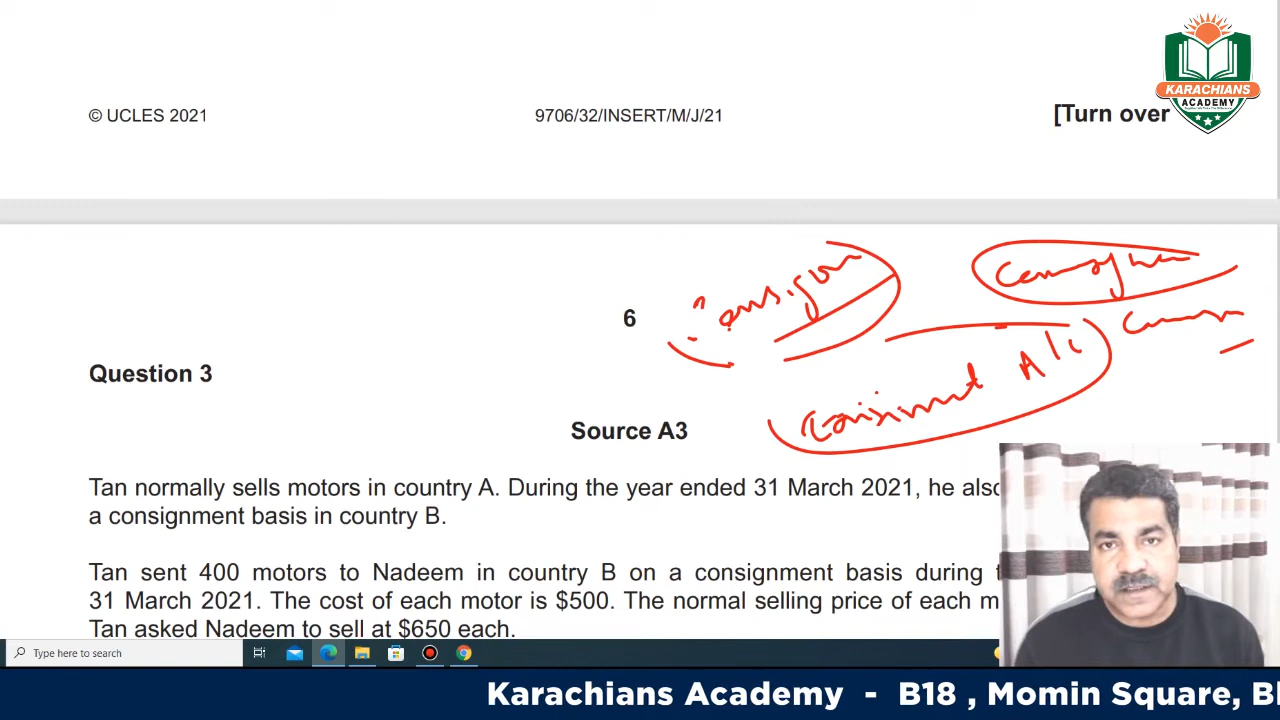 KARACHIANS
ACADEMY
© UCLES 2021
9706/32/INSERT/M/J/21
[Turn over
6
Question 3
Source A3
Tan normally sells motors in country A. During the year ended 31 March 2021, he also
a consignment basis in country B.
Tan sent 400 motors to Nadeem in country B on a consignment basis during t
31 March 2021. The cost of each motor is $500. The normal selling price of each m
Tan asked Nadeem to sell at $650 each.
Type here to search
Karachians Academy - B18 , Momin Square, Bl